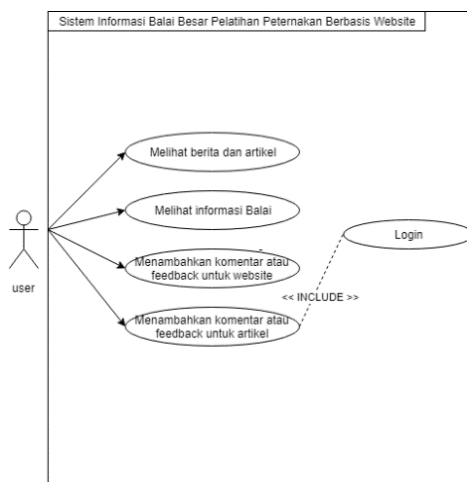 Sistem Informasi Balai Besar Pelatihan Peternakan Berbasis Website
Melihat berita dan artikel
Melihat informasi Balai
Login
Menambahkan komentar atau
feedback untuk website
user
<< INCLUDE >>
Menambahkan komentar atau
feedback untuk artikel